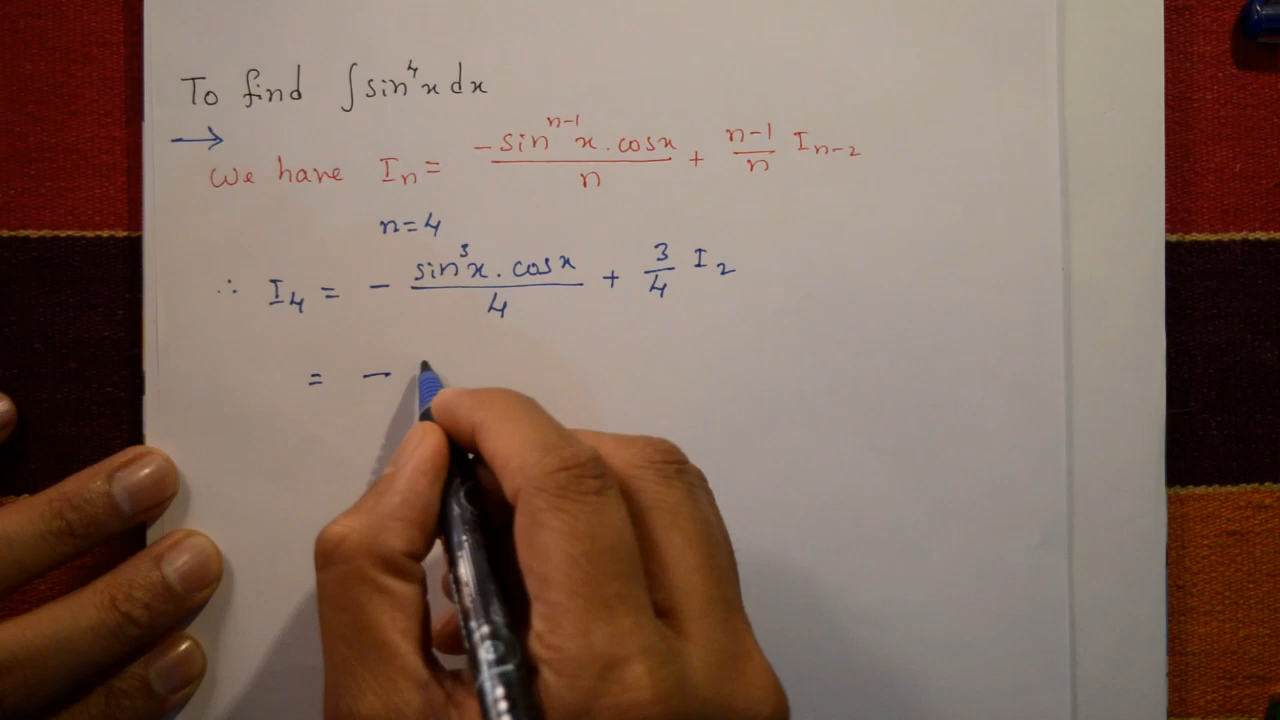 To find ∫sin⁴x dx
→
We have Iₙ = -sinⁿ⁻¹x . cosx / n + n-1/n Iₙ₋₂
n=4
∴ I₄ = - sin³x . cosx / 4 + 3/4 I₂
= -